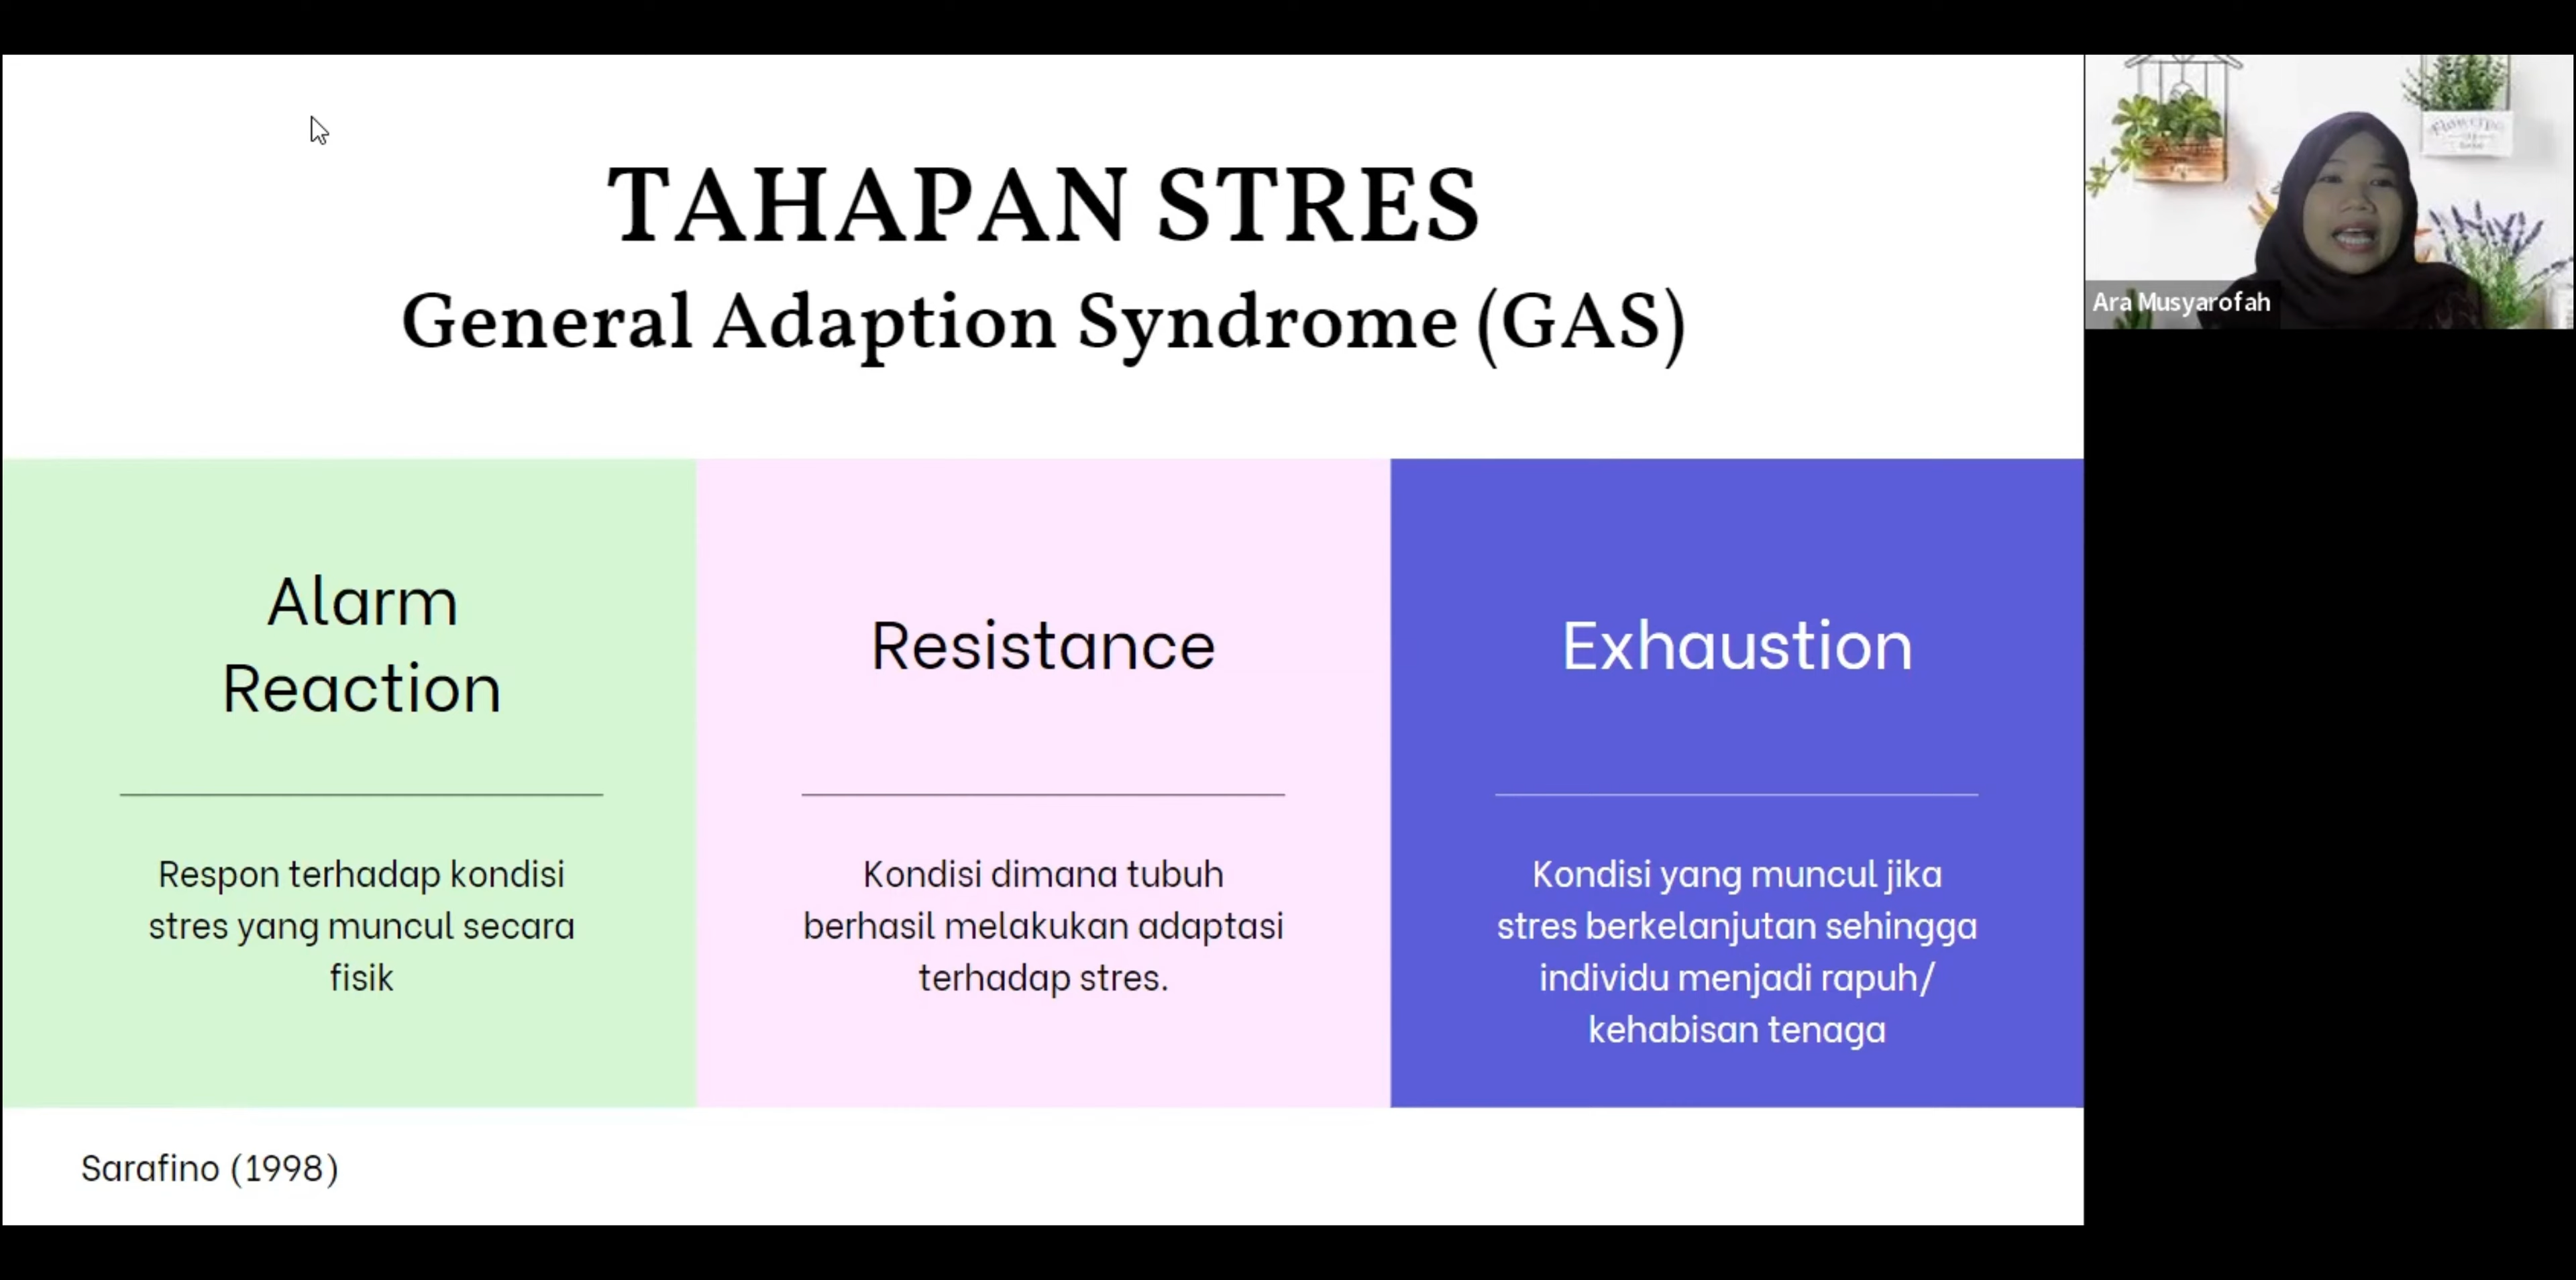 TAHAPAN STRES
General Adaption Syndrome (GAS)
Alarm
Reaction
Respon terhadap kondisi
stres yang muncul secara
fisik
Resistance
Kondisi dimana tubuh
berhasil melakukan adaptasi
terhadap stres.
Exhaustion
Kondisi yang muncul jika
stres berkelanjutan sehingga
individu menjadi rapuh/
kehabisan tenaga
Sarafino (1998)
Ara Musyarofah